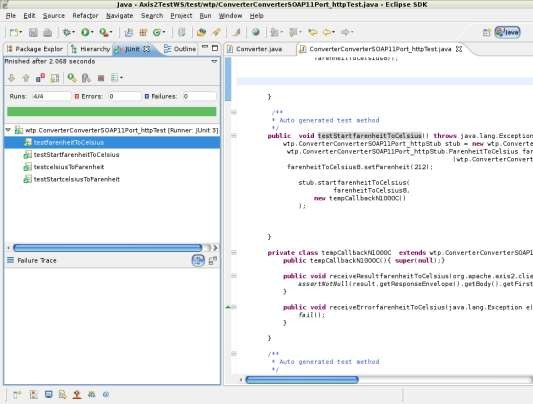 Java - Axis2TestWS/test/wtp/ConverterConverterSOAP11Port_httpTest.java - Eclipse SDK
File Edit Source Refactor Navigate Search Project Run Window Help
Java
Package Explor Hierarchy JUnit Outline
Finished after 2.068 seconds
Runs: 4/4 Errors: 0 Failures: 0
wtp.ConverterConverterSOAP11Port_httpTest [Runner: JUnit 3]
testfarenheitToCelsius
testStartfarenheitToCelsius
testcelsiusToFarenheit
testStartcelsiusToFarenheit
Failure Trace
Converter.java ConverterConverterSOAP11Port_httpTest.java
farenheitToCelsius8);
}
/**
* Auto generated test method
*/
public void testStartfarenheitToCelsius() throws java.lang.Exception
wtp.ConverterConverterSOAP11Port_httpStub stub = new wtp.Converte
wtp.ConverterConverterSOAP11Port_httpStub.FarenheitToCelsius far
(wtp.ConverterConver
farenheitToCelsius8.setFarenheit(212);
stub.startfarenheitToCelsius(
farenheitToCelsius8,
new tempCallbackN1000C()
);
}
private class tempCallbackN1000C extends wtp.ConverterConverterSOAP1
public tempCallbackN1000C(){ super(null);}
public void receiveResultfarenheitToCelsius(org.apache.axis2.clie
assertNotNull(result.getResponseEnvelope().getBody().getFirst
}
public void receiveErrorfarenheitToCelsius(java.lang.Exception e)
fail();
}
}
/**
* Auto generated test method
*/